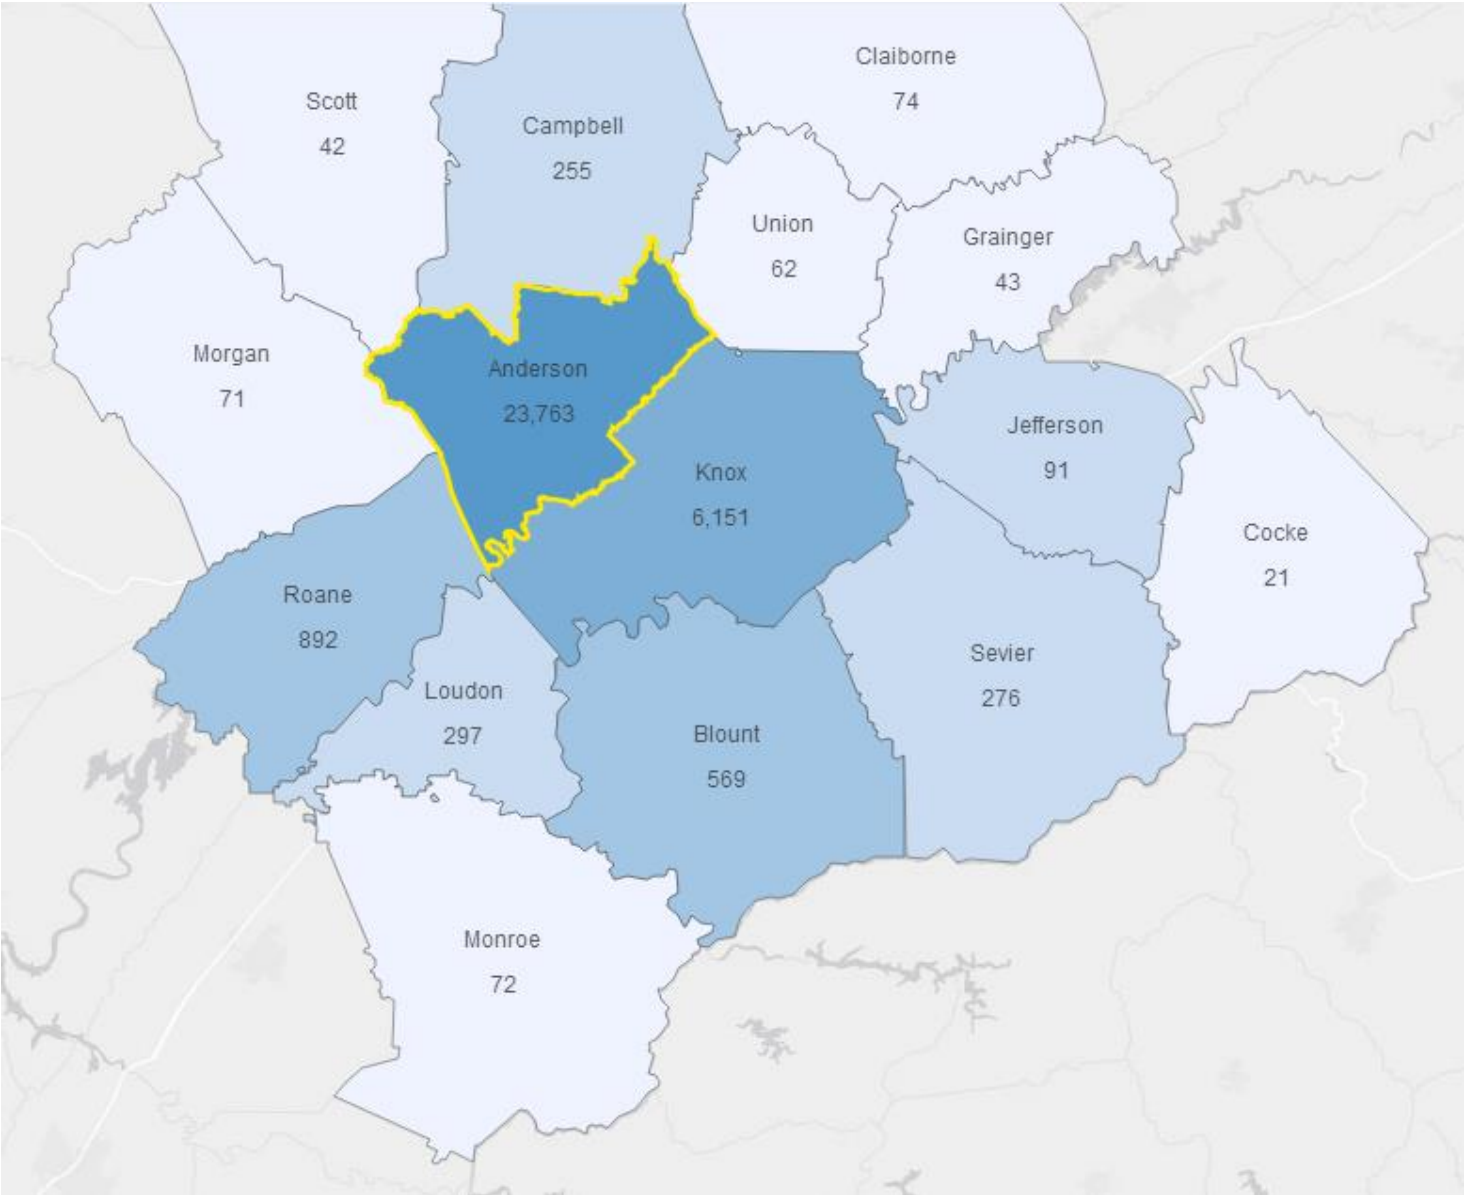 Claiborne
74
Scott
42
Campbell
255
Union
62
Grainger
43
Morgan
71
Anderson
23,763
Jefferson
91
Knox
6,151
Cocke
21
Roane
892
Sevier
276
Loudon
297
Blount
569
Monroe
72